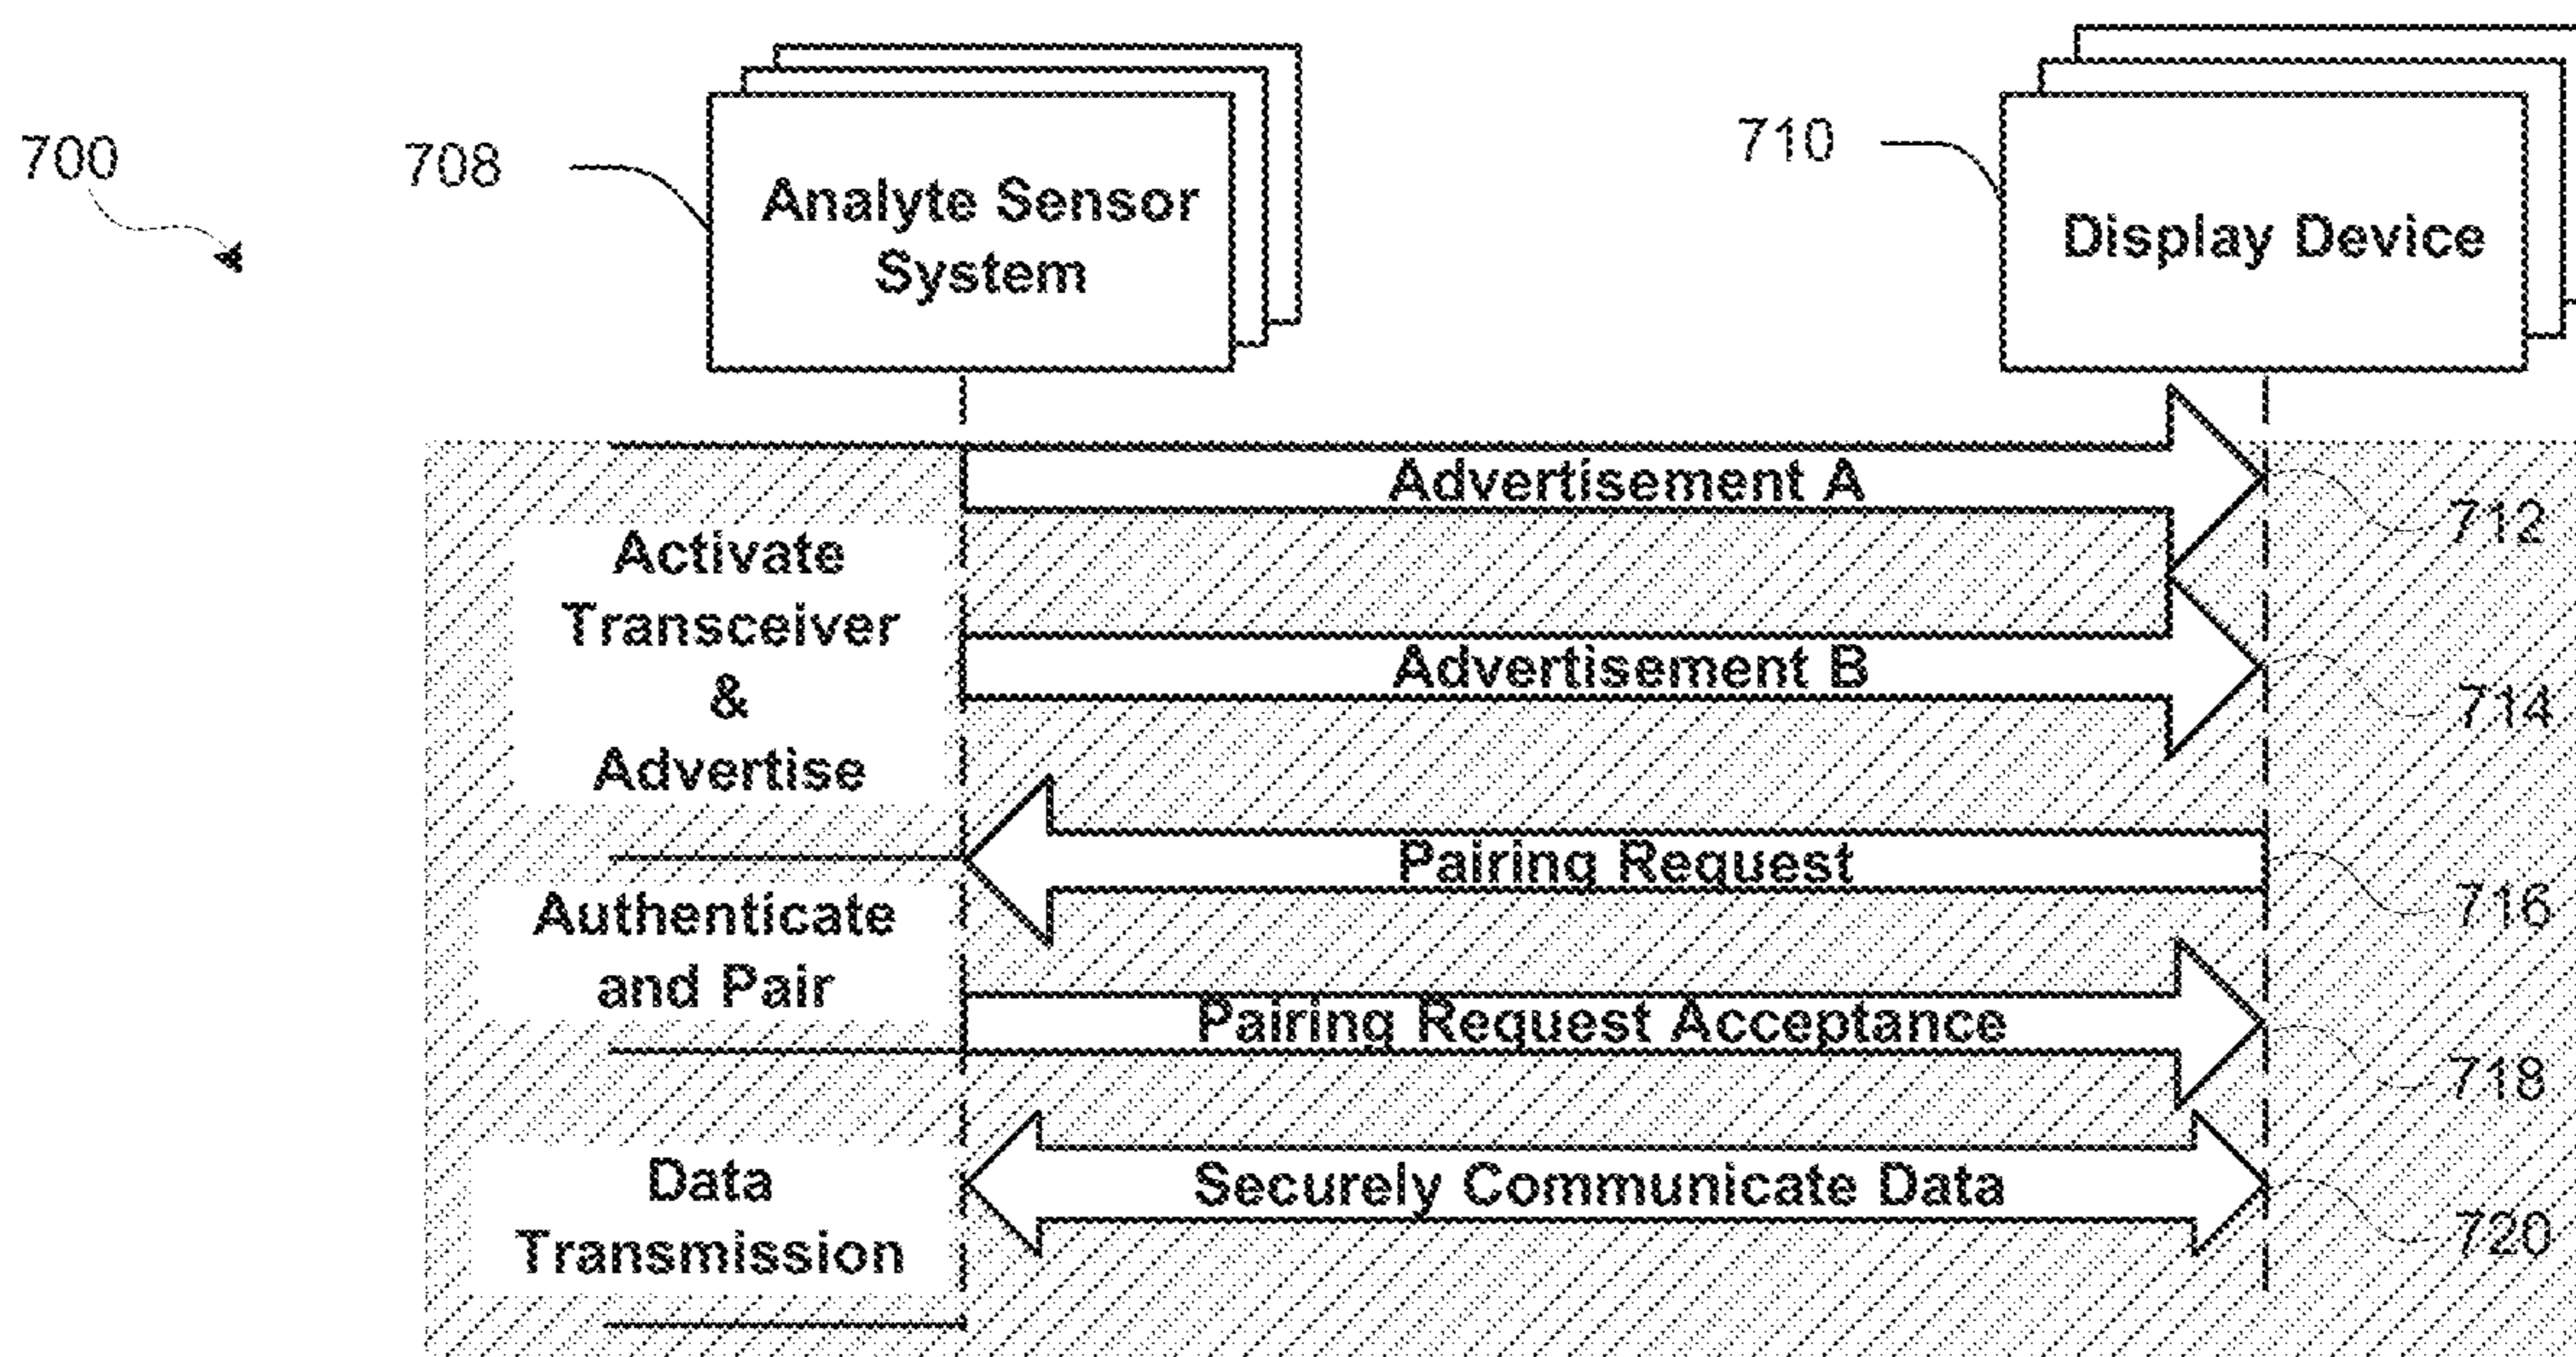 700
708
Analyte Sensor
System
710
Display Device
Advertisement A
712
Activate
Transceiver
&
Advertise
Advertisement B
714
Pairing Request
716
Authenticate
and Pair
Pairing Request Acceptance
718
Data
Transmission
Securely Communicate Data
720